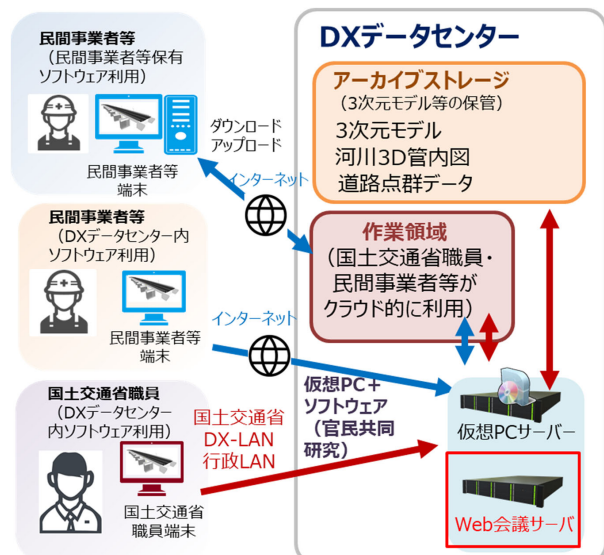 民間事業者等
（民間事業者等保有
ソフトウェア利用）
民間事業者等
端末
ダウンロード
アップロード
インターネット
民間事業者等
（DXデータセンター内
ソフトウェア利用）
民間事業者等
端末
インターネット
国土交通省職員
（DXデータセンター
内ソフトウェア利用）
国土交通省
職員端末
国土交通省
DX-LAN
行政LAN
DXデータセンター
アーカイブストレージ
（3次元モデル等の保管）
3次元モデル
河川3D管内図
道路点群データ
作業領域
（国土交通省職員・
民間事業者等が
クラウド的に利用）
仮想PC＋
ソフトウェア
（官民共同
研究）
仮想PCサーバー
Web会議サーバ